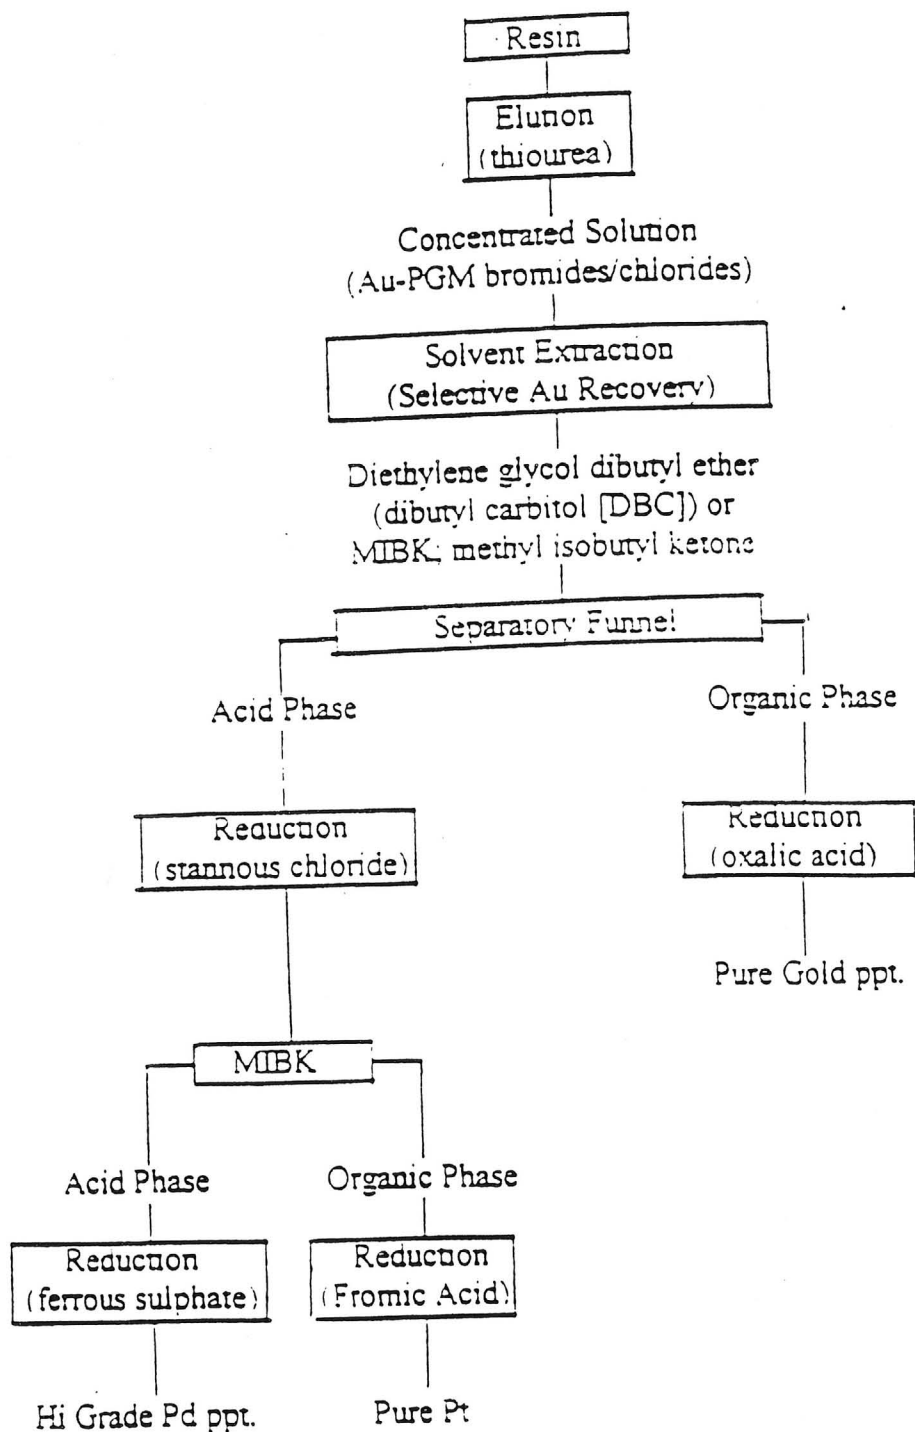 Resin
Elution
(thiourea)
Concentrated Solution
(Au-PGM bromides/chlorides)
Solvent Extraction
(Selective Au Recovery)
Diethylene glycol dibutyl ether
(dibutyl carbitol [DBC]) or
MIBK; methyl isobutyl ketone
Separatory Funnel
Acid Phase
Organic Phase
Reduction
(stannous chloride)
Reduction
(oxalic acid)
Pure Gold ppt.
MIBK
Acid Phase
Organic Phase
Reduction
(ferrous sulphate)
Reduction
(Fromic Acid)
Hi Grade Pd ppt.
Pure Pt